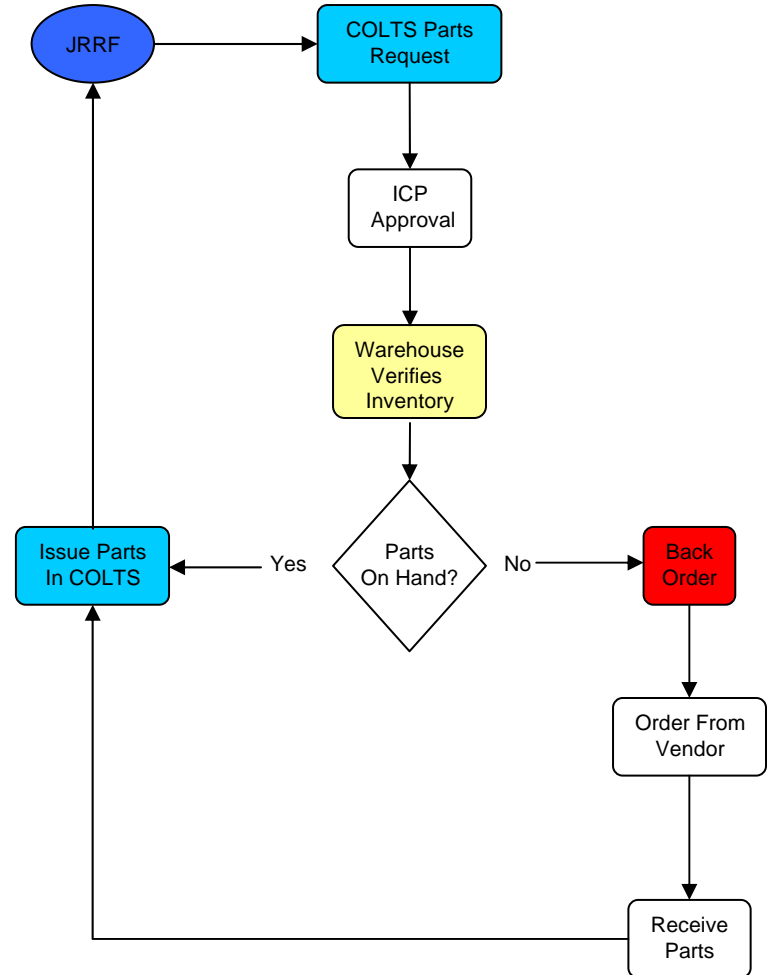 JRRF
COLTS Parts
Request
ICP
Approval
Warehouse
Verifies
Inventory
Issue Parts
In COLTS
Yes
Parts
On Hand?
No
Back
Order
Order From
Vendor
Receive
Parts